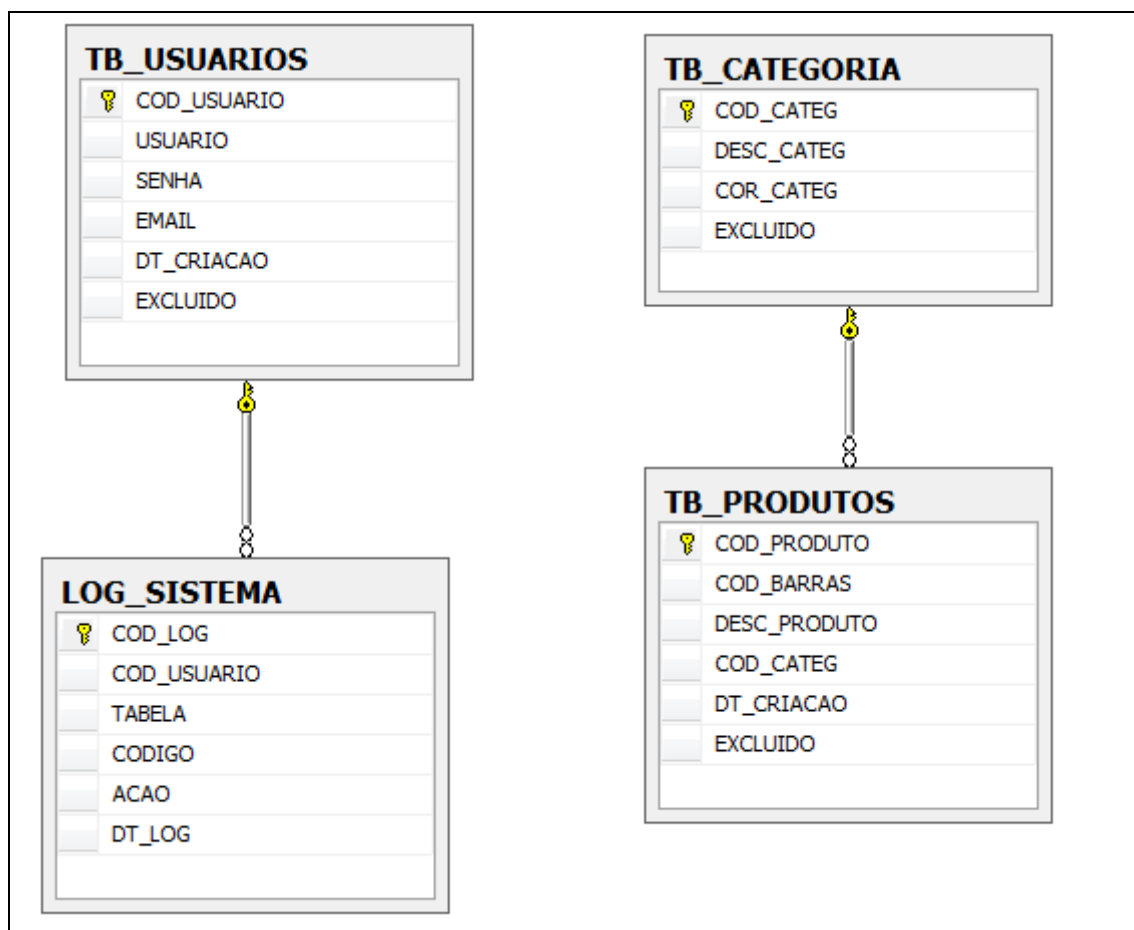 TB_USUARIOS
COD_USUARIO
USUARIO
SENHA
EMAIL
DT_CRIACAO
EXCLUIDO
LOG_SISTEMA
COD_LOG
COD_USUARIO
TABELA
CODIGO
ACAO
DT_LOG
TB_CATEGORIA
COD_CATEG
DESC_CATEG
COR_CATEG
EXCLUIDO
TB_PRODUTOS
COD_PRODUTO
COD_BARRAS
DESC_PRODUTO
COD_CATEG
DT_CRIACAO
EXCLUIDO